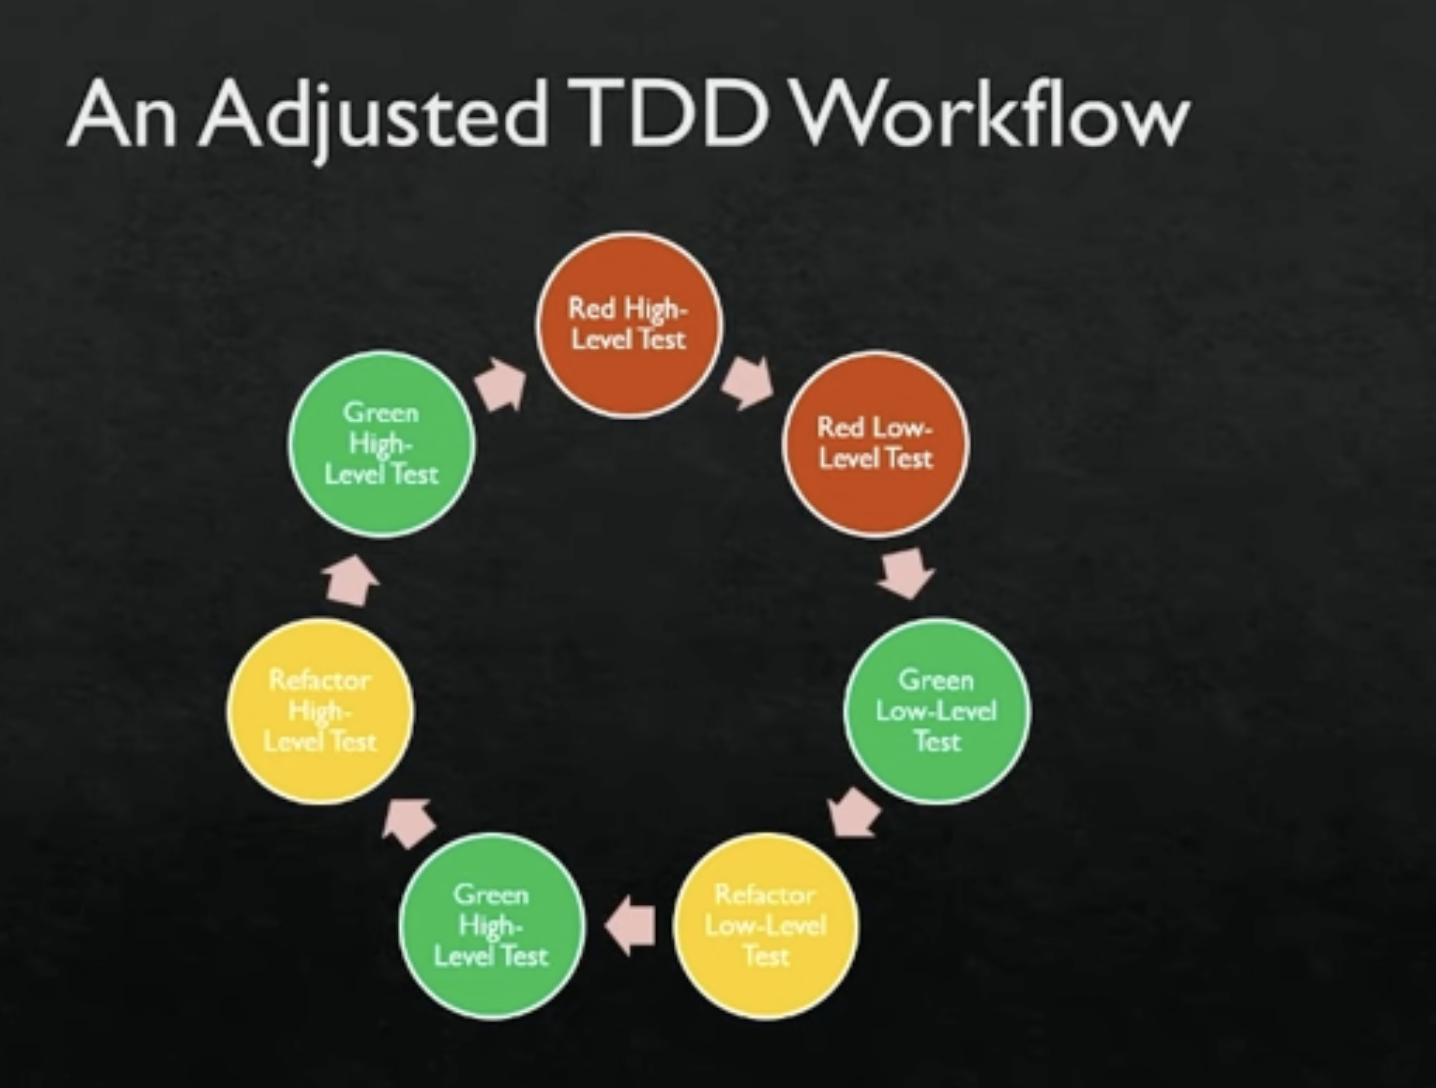 An Adjusted TDD Workflow
Red High-
Level Test
Red Low-
Level Test
Green
Low-Level
Test
Refactor
Low-Level
Test
Green
High-
Level Test
Refactor
High-
Level Test
Green
High-
Level Test